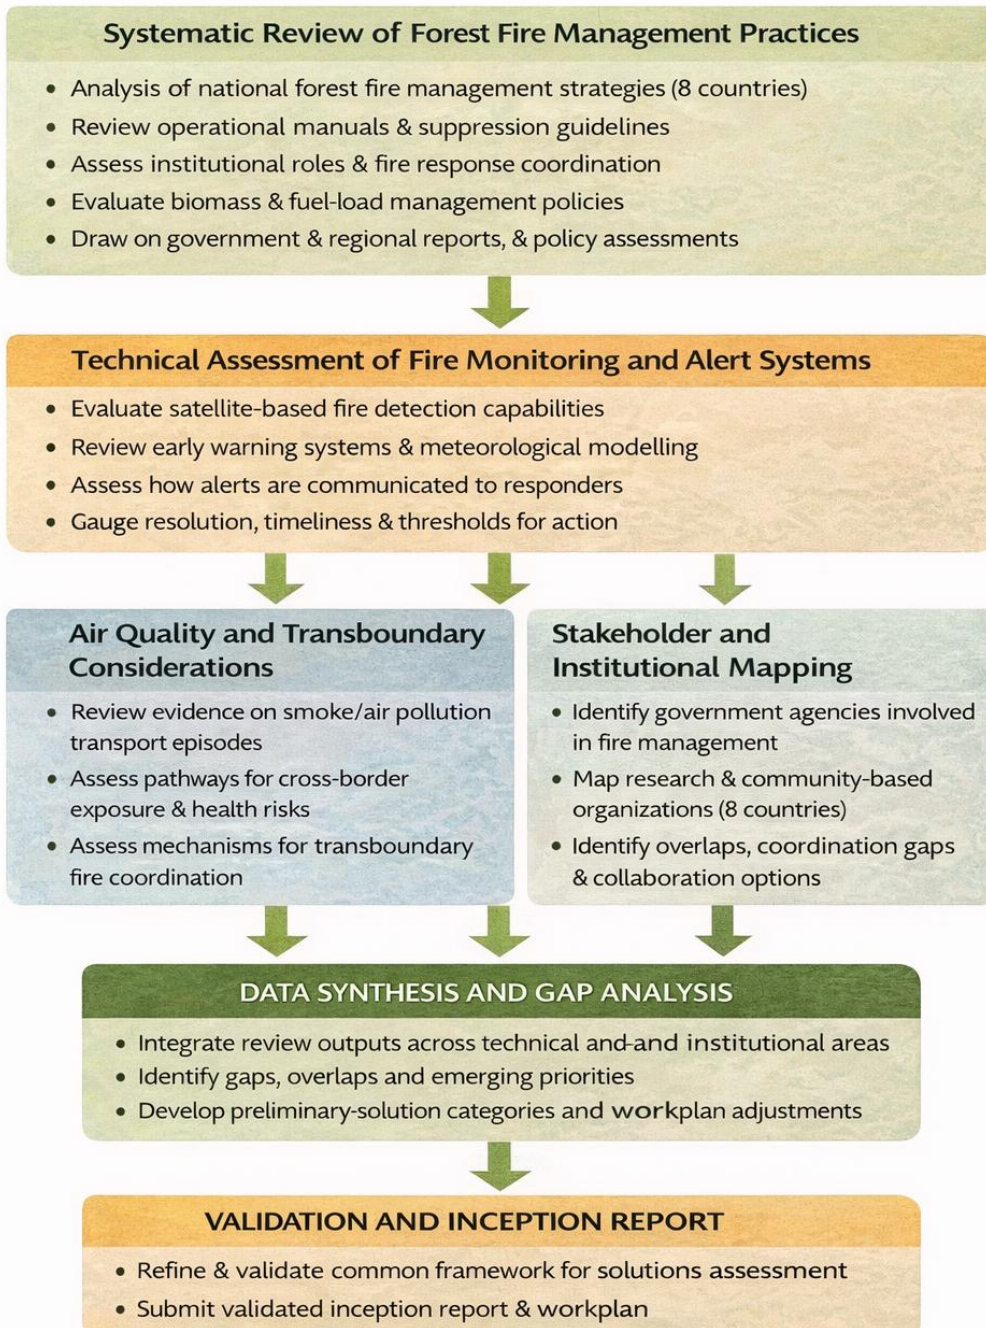 Systematic Review of Forest Fire Management Practices
• Analysis of national forest fire management strategies (8 countries)
• Review operational manuals & suppression guidelines
• Assess institutional roles & fire response coordination
• Evaluate biomass & fuel-load management policies
• Draw on government & regional reports, & policy assessments
Technical Assessment of Fire Monitoring and Alert Systems
• Evaluate satellite-based fire detection capabilities
• Review early warning systems & meteorological modelling
• Assess how alerts are communicated to responders
• Gauge resolution, timeliness & thresholds for action
Air Quality and Transboundary
Considerations
• Review evidence on smoke/air pollution
transport episodes
• Assess pathways for cross-border
exposure & health risks
• Assess mechanisms for transboundary
fire coordination
Stakeholder and
Institutional Mapping
• Identify government agencies involved
in fire management
• Map research & community-based
organizations (8 countries)
• Identify overlaps, coordination gaps
& collaboration options
DATA SYNTHESIS AND GAP ANALYSIS
• Integrate review outputs across technical and-and institutional areas
• Identify gaps, overlaps and emerging priorities
• Develop preliminary-solution categories and workplan adjustments
VALIDATION AND INCEPTION REPORT
• Refine & validate common framework for solutions assessment
• Submit validated inception report & workplan